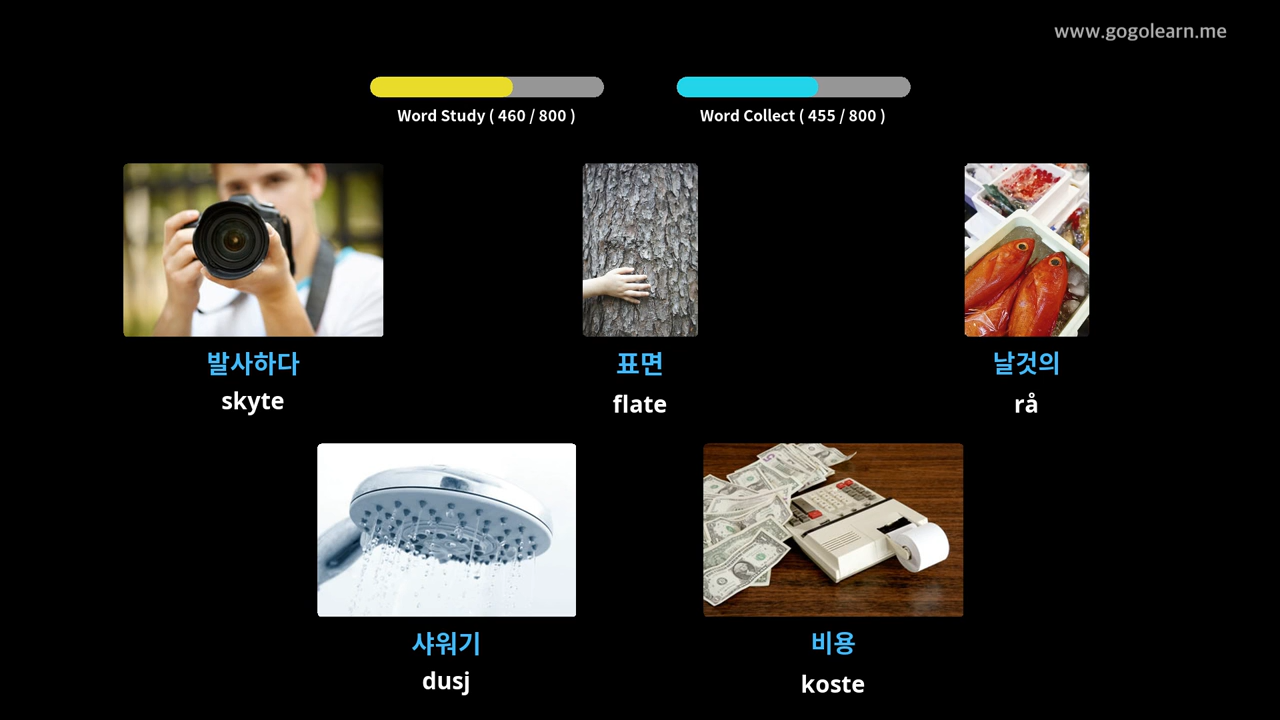 www.gogolearn.me
Word Study ( 460 / 800 )
Word Collect ( 455 / 800 )
발사하다
skyte
표면
flate
날것의
rå
샤워기
dusj
비용
koste